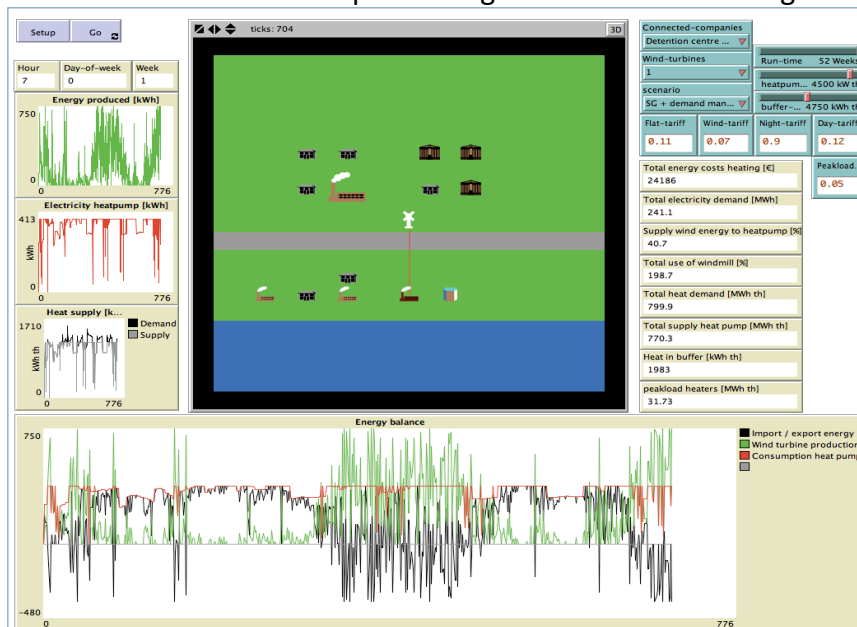 Setup
Go
ticks: 704
3D
Connected-companies
Detention centre ...
Wind-turbines
1
scenario
SG + demand man...
Run-time 52 Weeks
heatpum... 4500 kW th
buffer-... 4750 kWh th
Hour
7
Day-of-week
0
Week
1
Flat-tariff
0.11
Wind-tariff
0.07
Night-tariff
0.9
Day-tariff
0.12
Peakload
0.05
Energy produced [kWh]
750
0
0
776
Electricity heatpump [kWh]
413
kWh
0
0
776
Heat supply [k...
1710
kWh th
0
0
776
Demand
Supply
Total energy costs heating [€]
24186
Total electricity demand [MWh]
241.1
Supply wind energy to heatpump [%]
40.7
Total use of windmill [%]
198.7
Total heat demand [MWh th]
799.9
Total supply heat pump [MWh th]
770.3
Heat in buffer [kWh th]
1983
peakload heaters [MWh th]
31.73
Energy balance
750
-480
0
776
Import / export energy
Wind turbine production
Consumption heat pump